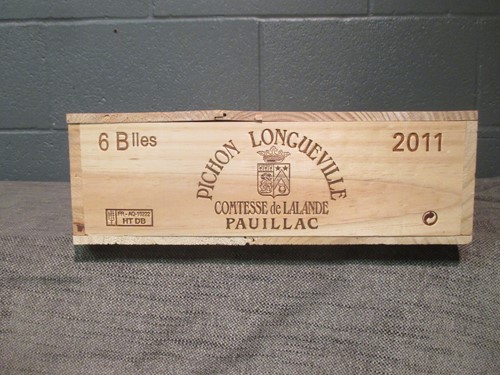 6 Blles
PICHON LONGUEVILLE
2011
COMTESSE de LALANDE
PAUILLAC
HT DB